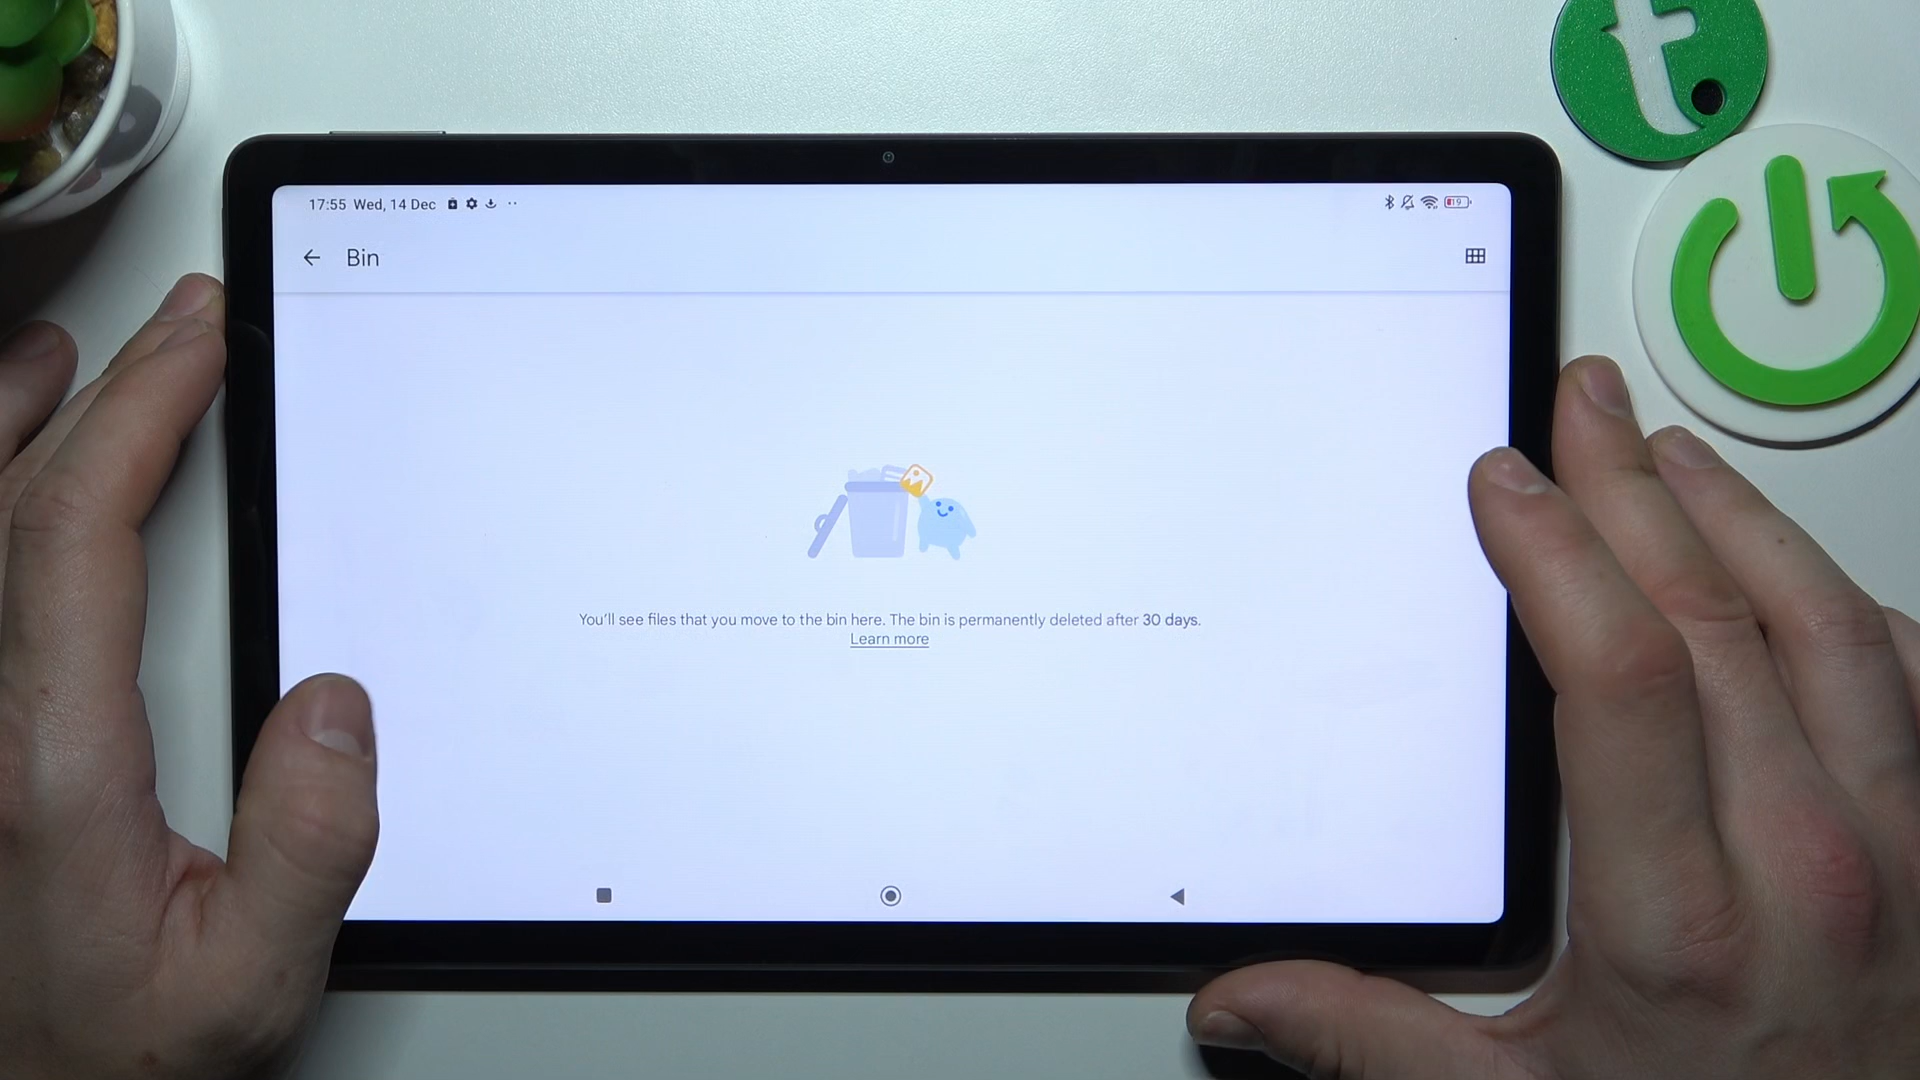 17:55 Wed, 14 Dec
19
Bin
You'll see files that you move to the bin here. The bin is permanently deleted after 30 days.
Learn more
t